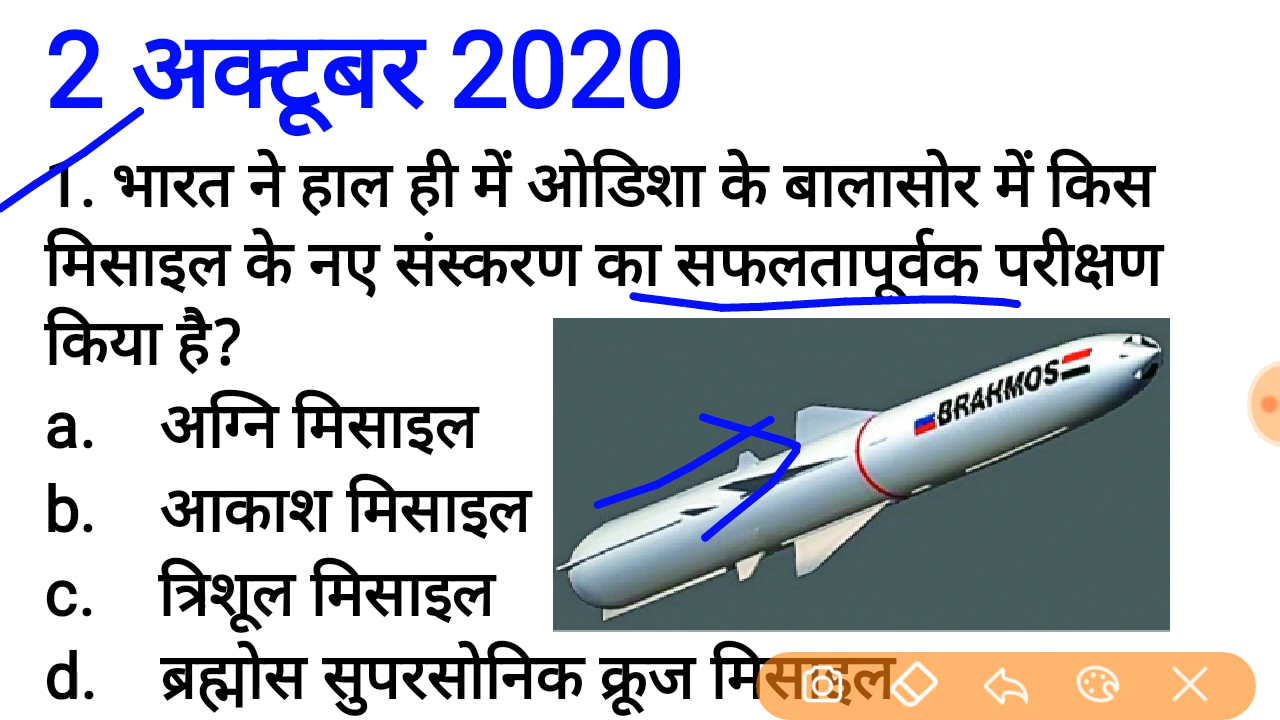 2 अक्टूबर 2020
1. भारत ने हाल ही में ओडिशा के बालासोर में किस
मिसाइल के नए संस्करण का सफलतापूर्वक परीक्षण
किया है?
a. अग्नि मिसाइल
b. आकाश मिसाइल
c. त्रिशूल मिसाइल
d. ब्रह्मोस सुपरसोनिक क्रूज मिसाइल
BRAHMOS